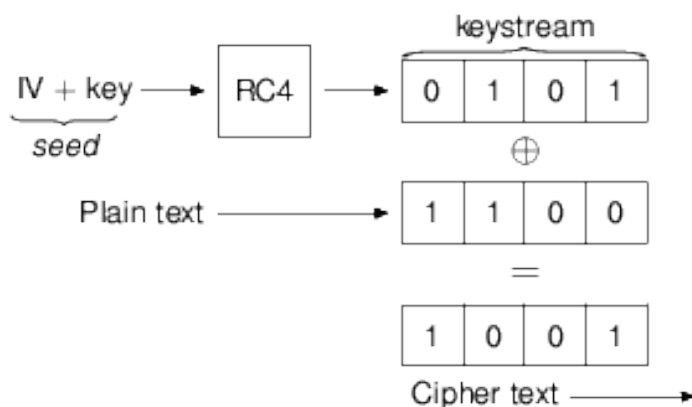 keystream
IV + key
RC4
0 1 0 1
seed
⊕
Plain text
1 1 0 0
=
1 0 0 1
Cipher text